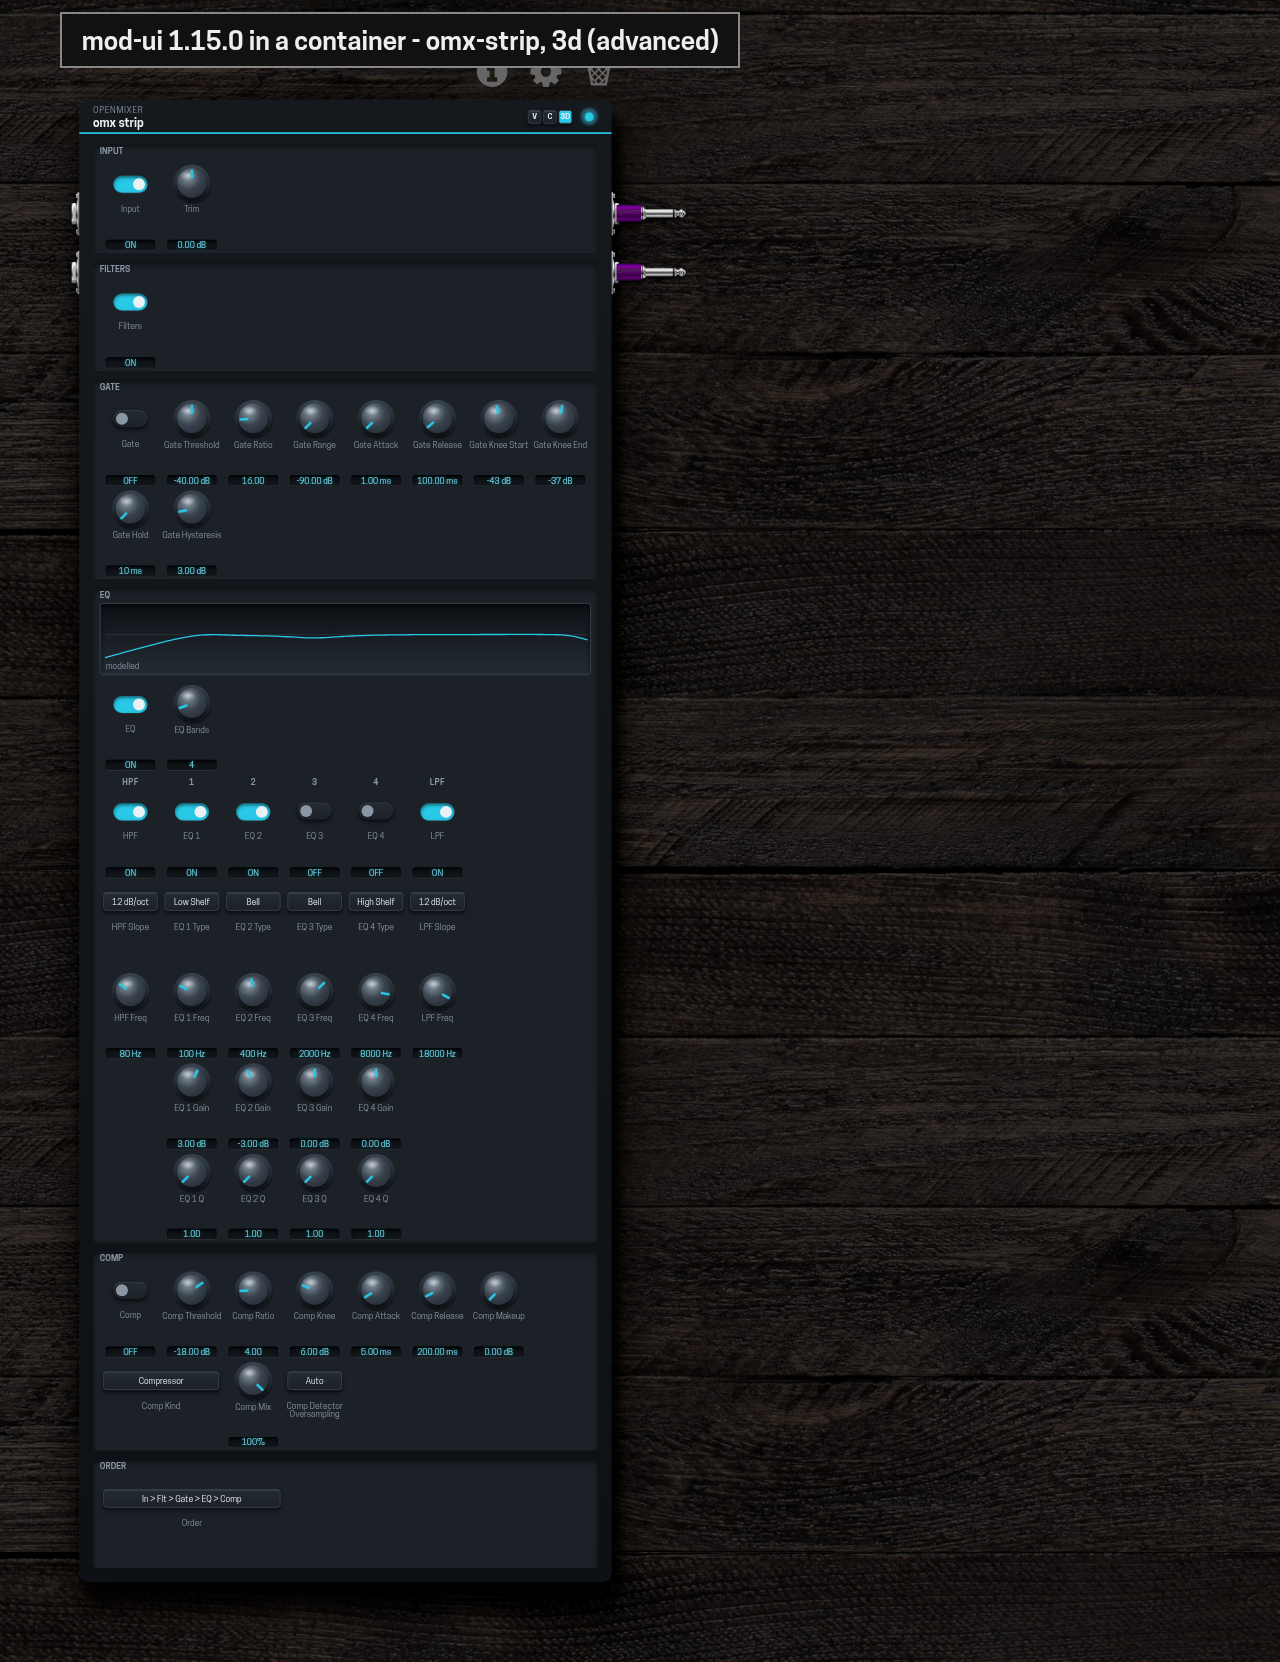 mod-ui 1.15.0 in a container - omx-strip, 3d (advanced)
OPENMIXER
omx strip
V C 3D
INPUT
Input Trim
ON 0.00 dB
FILTERS
Filters
ON
GATE
Gate Gate Threshold Gate Ratio Gate Range Gate Attack Gate Release Gate Knee Start Gate Knee End
OFF -40.00 dB 16.00 -90.00 dB 1.00 ms 100.00 ms -43 dB -37 dB
Gate Hold Gate Hysteresis
10 ms 3.00 dB
EQ
modelled
EQ EQ Bands
ON 4
HPF 1 2 3 4 LPF
HPF EQ 1 EQ 2 EQ 3 EQ 4 LPF
ON ON ON OFF OFF ON
12 dB/oct Low Shelf Bell Bell High Shelf 12 dB/oct
HPF Slope EQ 1 Type EQ 2 Type EQ 3 Type EQ 4 Type LPF Slope
HPF Freq EQ 1 Freq EQ 2 Freq EQ 3 Freq EQ 4 Freq LPF Freq
80 Hz 100 Hz 400 Hz 2000 Hz 8000 Hz 18000 Hz
EQ 1 Gain EQ 2 Gain EQ 3 Gain EQ 4 Gain
3.00 dB -3.00 dB 0.00 dB 0.00 dB
EQ 1 Q EQ 2 Q EQ 3 Q EQ 4 Q
1.00 1.00 1.00 1.00
COMP
Comp Comp Threshold Comp Ratio Comp Knee Comp Attack Comp Release Comp Makeup
OFF -18.00 dB 4.00 6.00 dB 5.00 ms 200.00 ms 0.00 dB
Compressor Auto
Comp Kind Comp Mix Comp Detector
Oversampling
100%
ORDER
In > Flt > Gate > EQ > Comp
Order